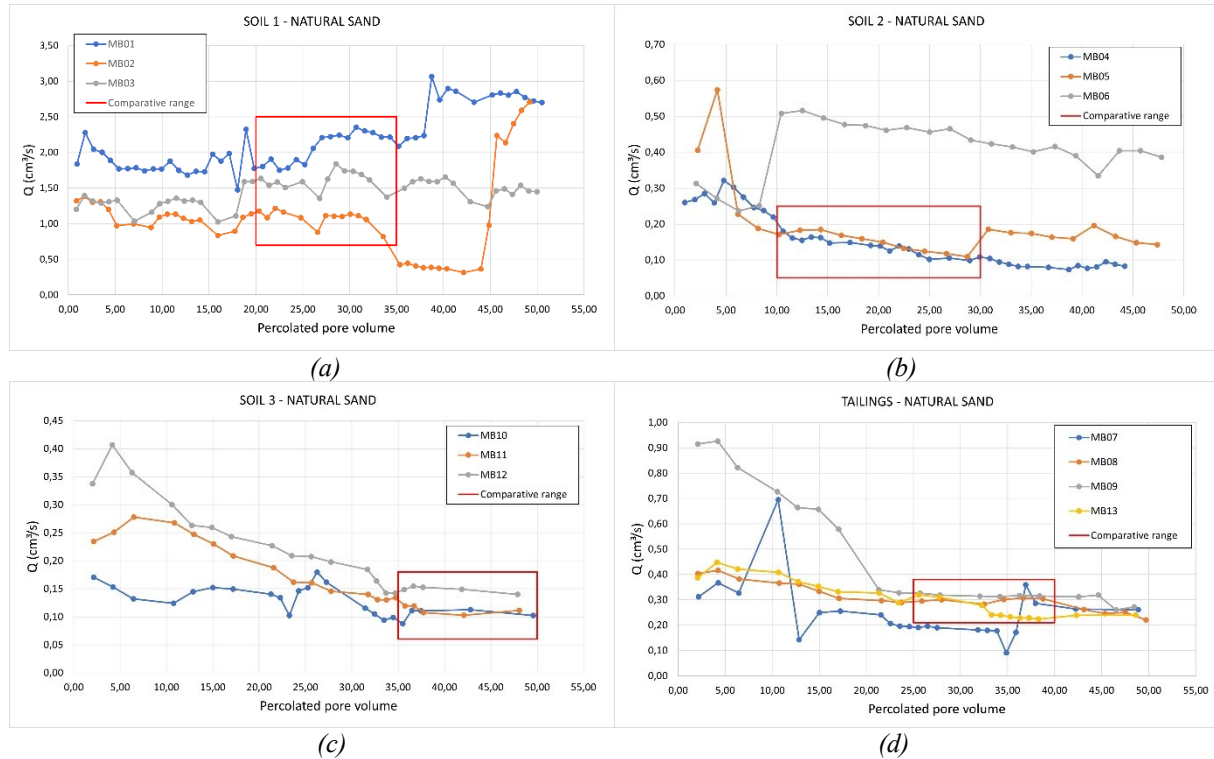 SOIL 1 - NATURAL SAND
3,50
3,00
2,50
2,00
1,50
1,00
0,50
0,00
Q (cm³/s)
MB01
MB02
MB03
Comparative range
0,00 5,00 10,00 15,00 20,00 25,00 30,00 35,00 40,00 45,00 50,00 55,00
Percolated pore volume
(a)
SOIL 2 - NATURAL SAND
0,70
0,60
0,50
0,40
0,30
0,20
0,10
0,00
Q (cm³/s)
MB04
MB05
MB06
Comparative range
0,00 5,00 10,00 15,00 20,00 25,00 30,00 35,00 40,00 45,00 50,00
Percolated pore volume
(b)
SOIL 3 - NATURAL SAND
0,45
0,40
0,35
0,30
0,25
0,20
0,15
0,10
0,05
0,00
Q (cm³/s)
MB10
MB11
MB12
Comparative range
0,00 5,00 10,00 15,00 20,00 25,00 30,00 35,00 40,00 45,00 50,00 55,00
Percolated pore volume
(c)
TAILINGS - NATURAL SAND
1,00
0,90
0,80
0,70
0,60
0,50
0,40
0,30
0,20
0,10
0,00
Q (cm³/s)
MB07
MB08
MB09
MB13
Comparative range
0,00 5,00 10,00 15,00 20,00 25,00 30,00 35,00 40,00 45,00 50,00 55,00
Percolated pore volume
(d)